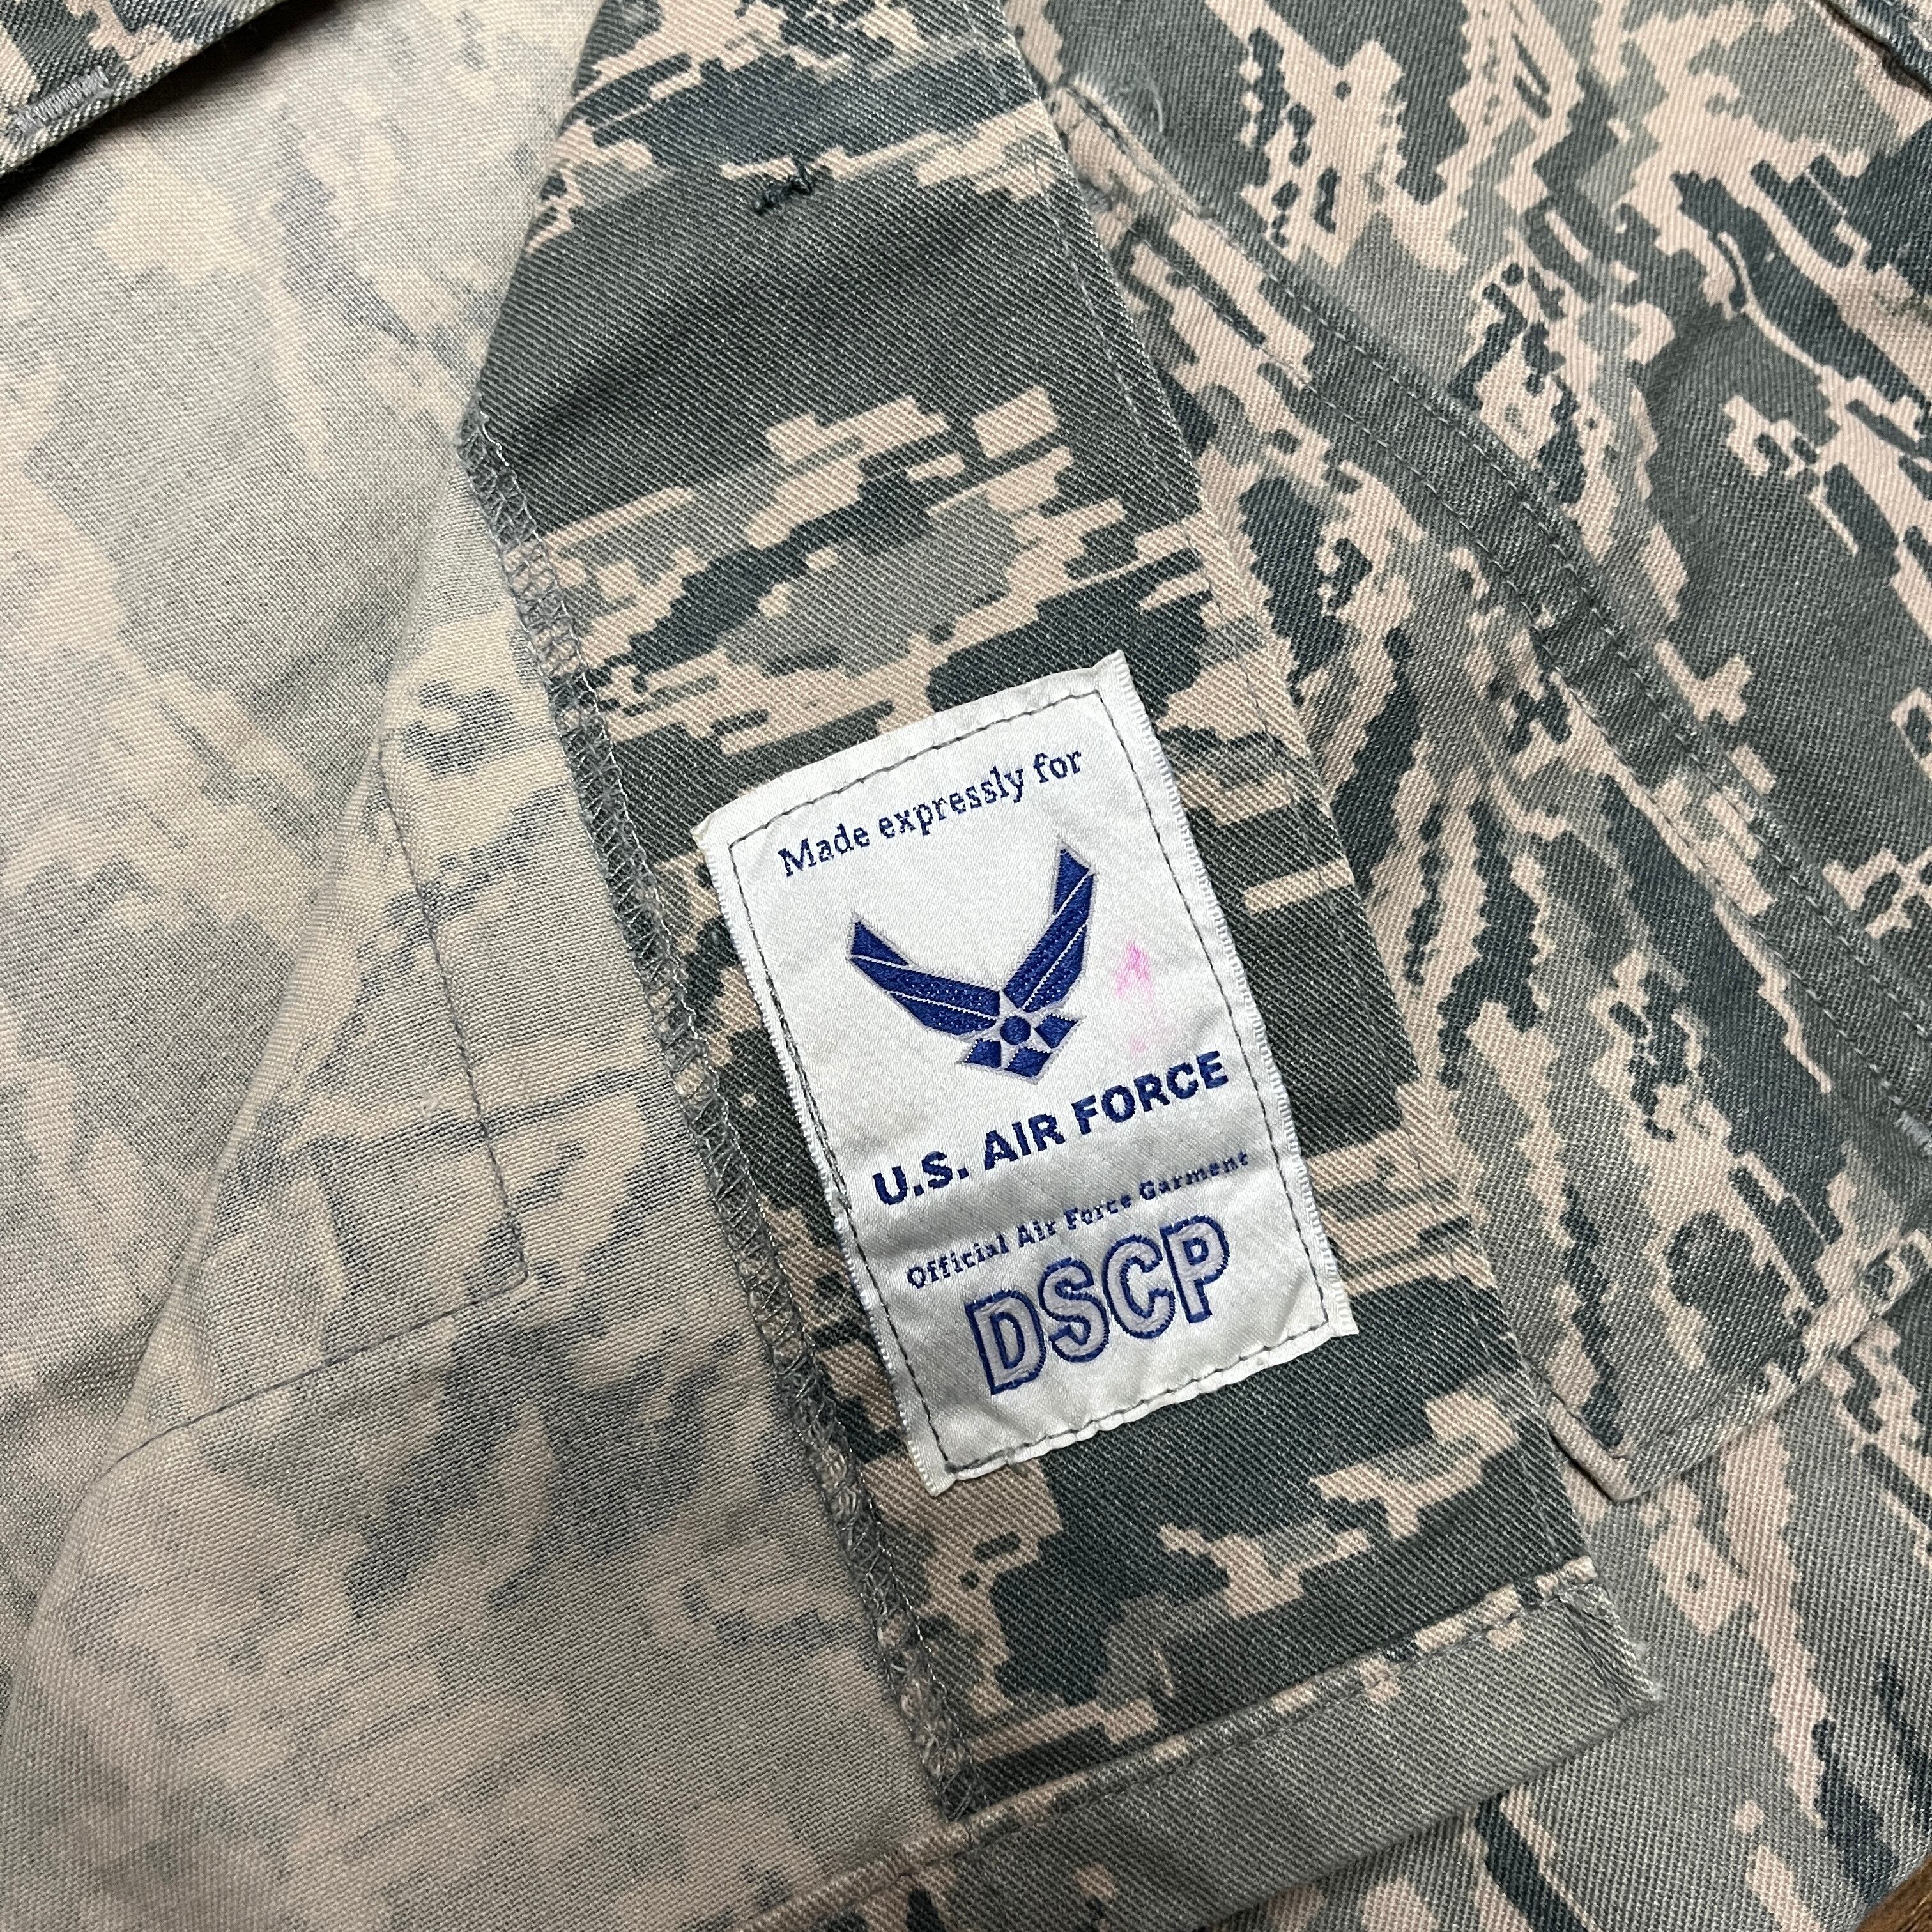 Made expressly for
U.S. AIR FORCE
Official Air Force Garment
DSCP